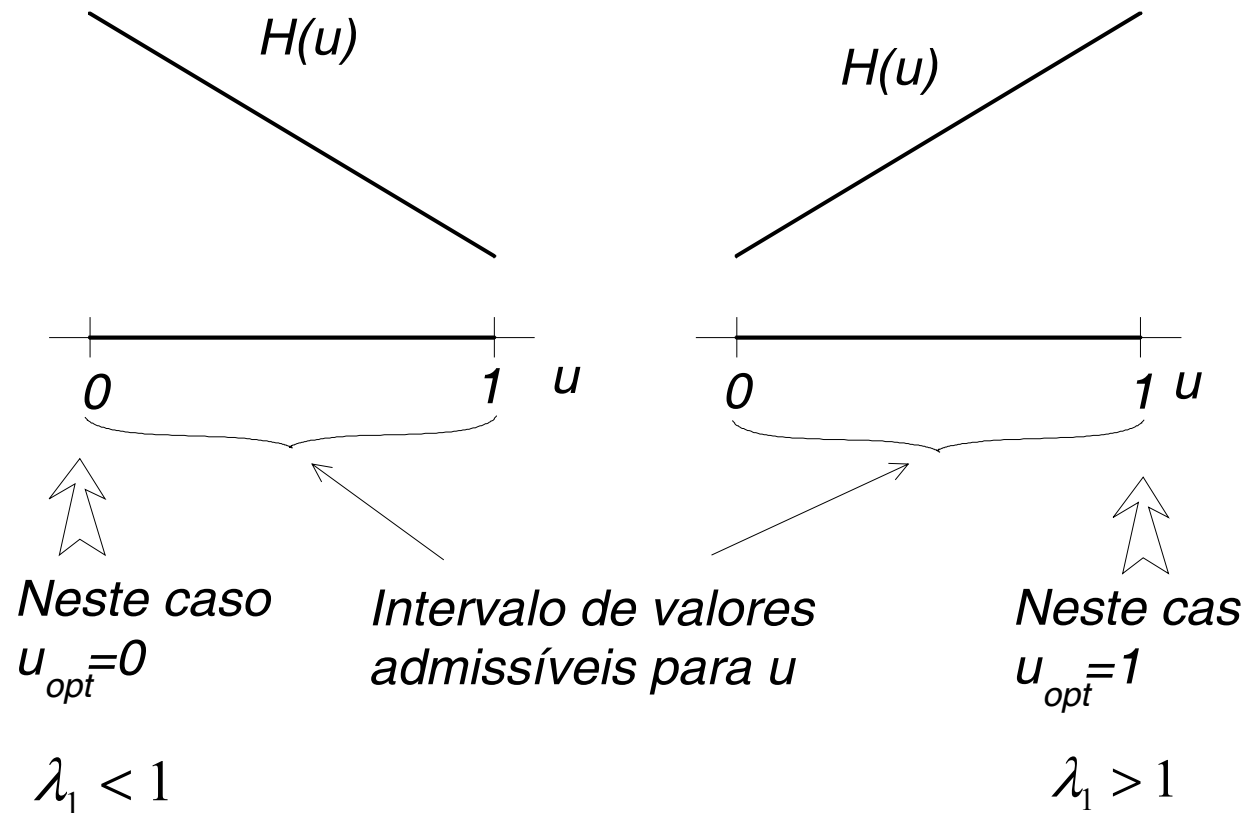 H(u)
H(u)
0
1
u
0
1
u
Neste caso
u_opt=0
Intervalo de valores
admissíveis para u
Neste cas
u_opt=1
λ₁ < 1
λ₁ > 1